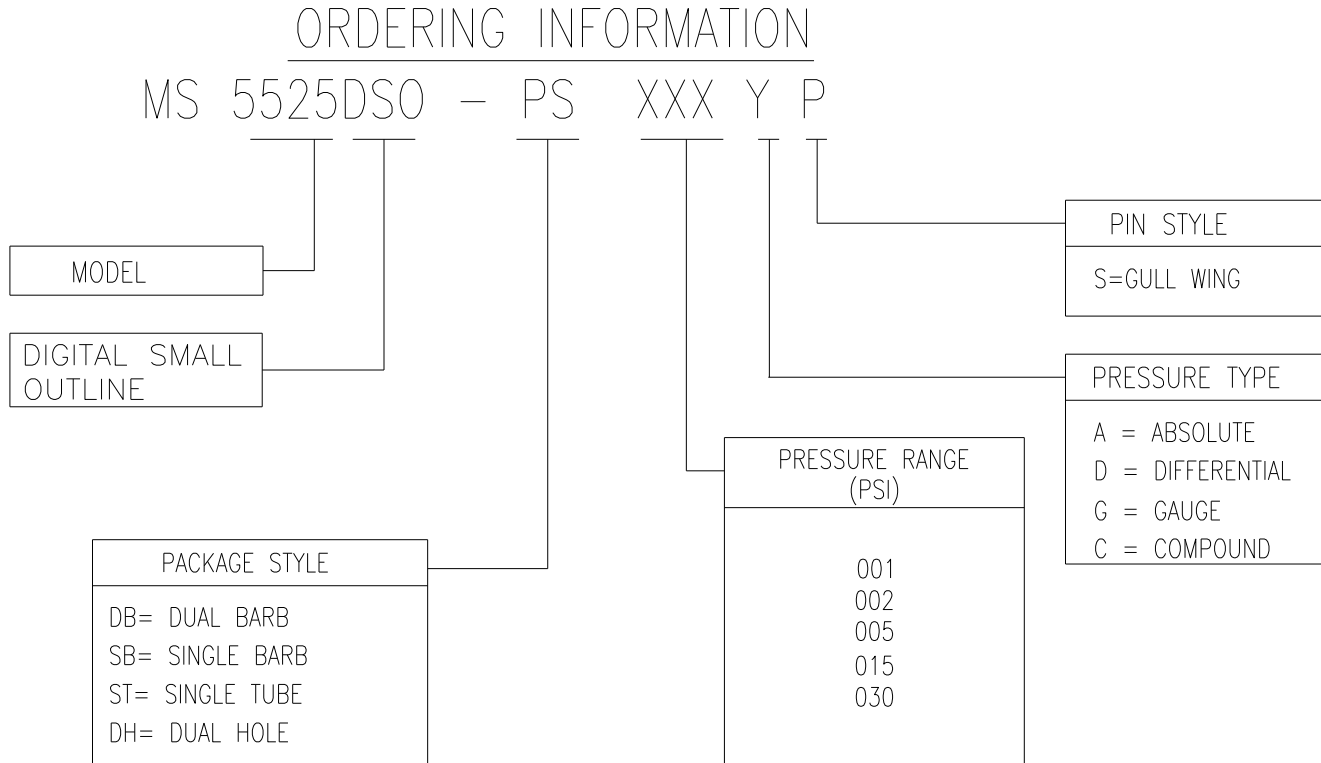 ORDERING INFORMATION
MS 5525DSO - PS XXX Y P
MODEL
DIGITAL SMALL
OUTLINE
PACKAGE STYLE
DB= DUAL BARB
SB= SINGLE BARB
ST= SINGLE TUBE
DH= DUAL HOLE
PRESSURE RANGE
(PSI)
001
002
005
015
030
PIN STYLE
S=GULL WING
PRESSURE TYPE
A = ABSOLUTE
D = DIFFERENTIAL
G = GAUGE
C = COMPOUND